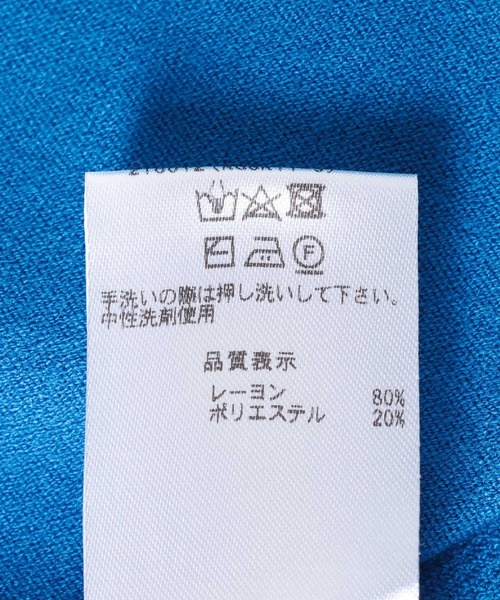 手洗いの際は押し洗いして下さい。
中性洗剤使用
品質表示
レーヨン 80%
ポリエステル 20%
F